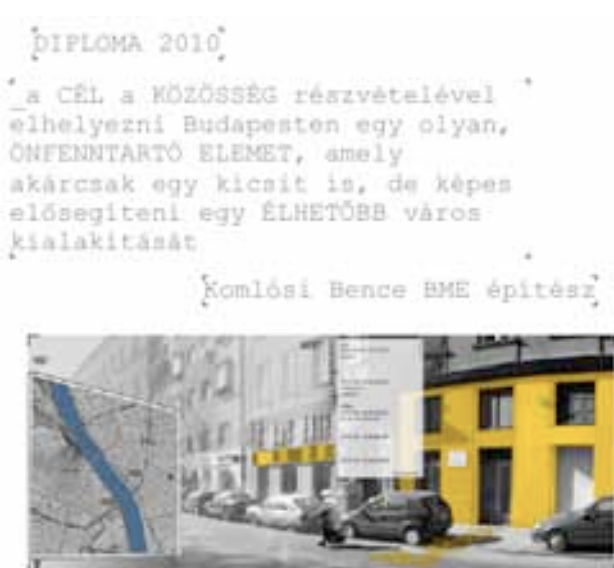 DIPLOMA 2010
_a CÉL a KÖZÖSSÉG részvételével
elhelyezni Budapesten egy olyan,
ÖNFENNTARTÓ ELEMET, amely
akárcsak egy kicsit is, de képes
elősegíteni egy ÉLHETŐBB város
kialakítását
Komlósi Bence BME építész